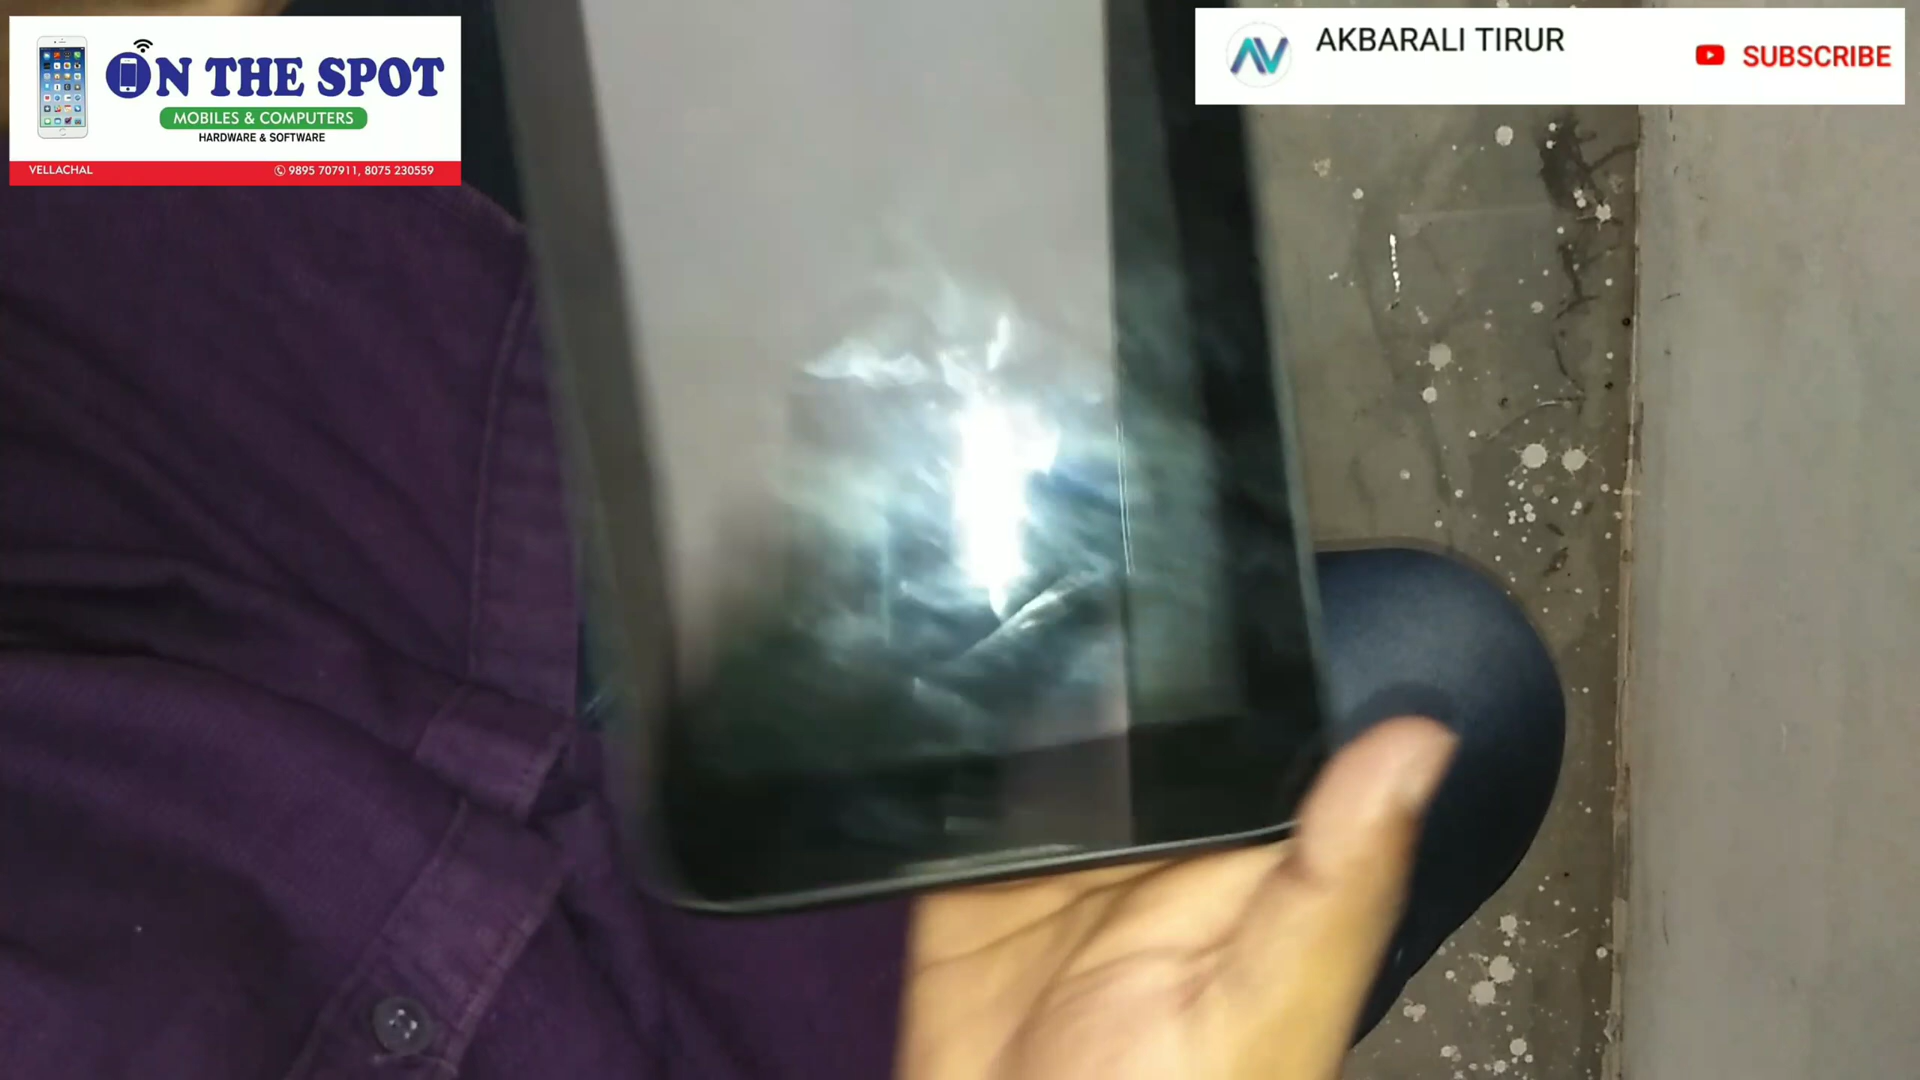 ON THE SPOT
MOBILES & COMPUTERS
HARDWARE & SOFTWARE
VELLACHAL
9895 707911, 8075 230559
AKBARALI TIRUR
SUBSCRIBE